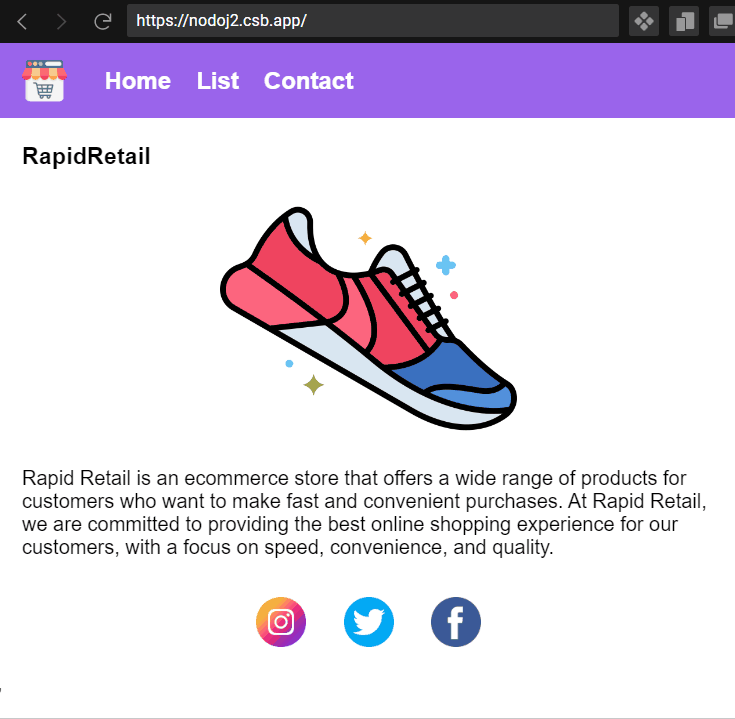 https://nodoj2.csb.app/
Home List Contact
RapidRetail
Rapid Retail is an ecommerce store that offers a wide range of products for
customers who want to make fast and convenient purchases. At Rapid Retail,
we are committed to providing the best online shopping experience for our
customers, with a focus on speed, convenience, and quality.